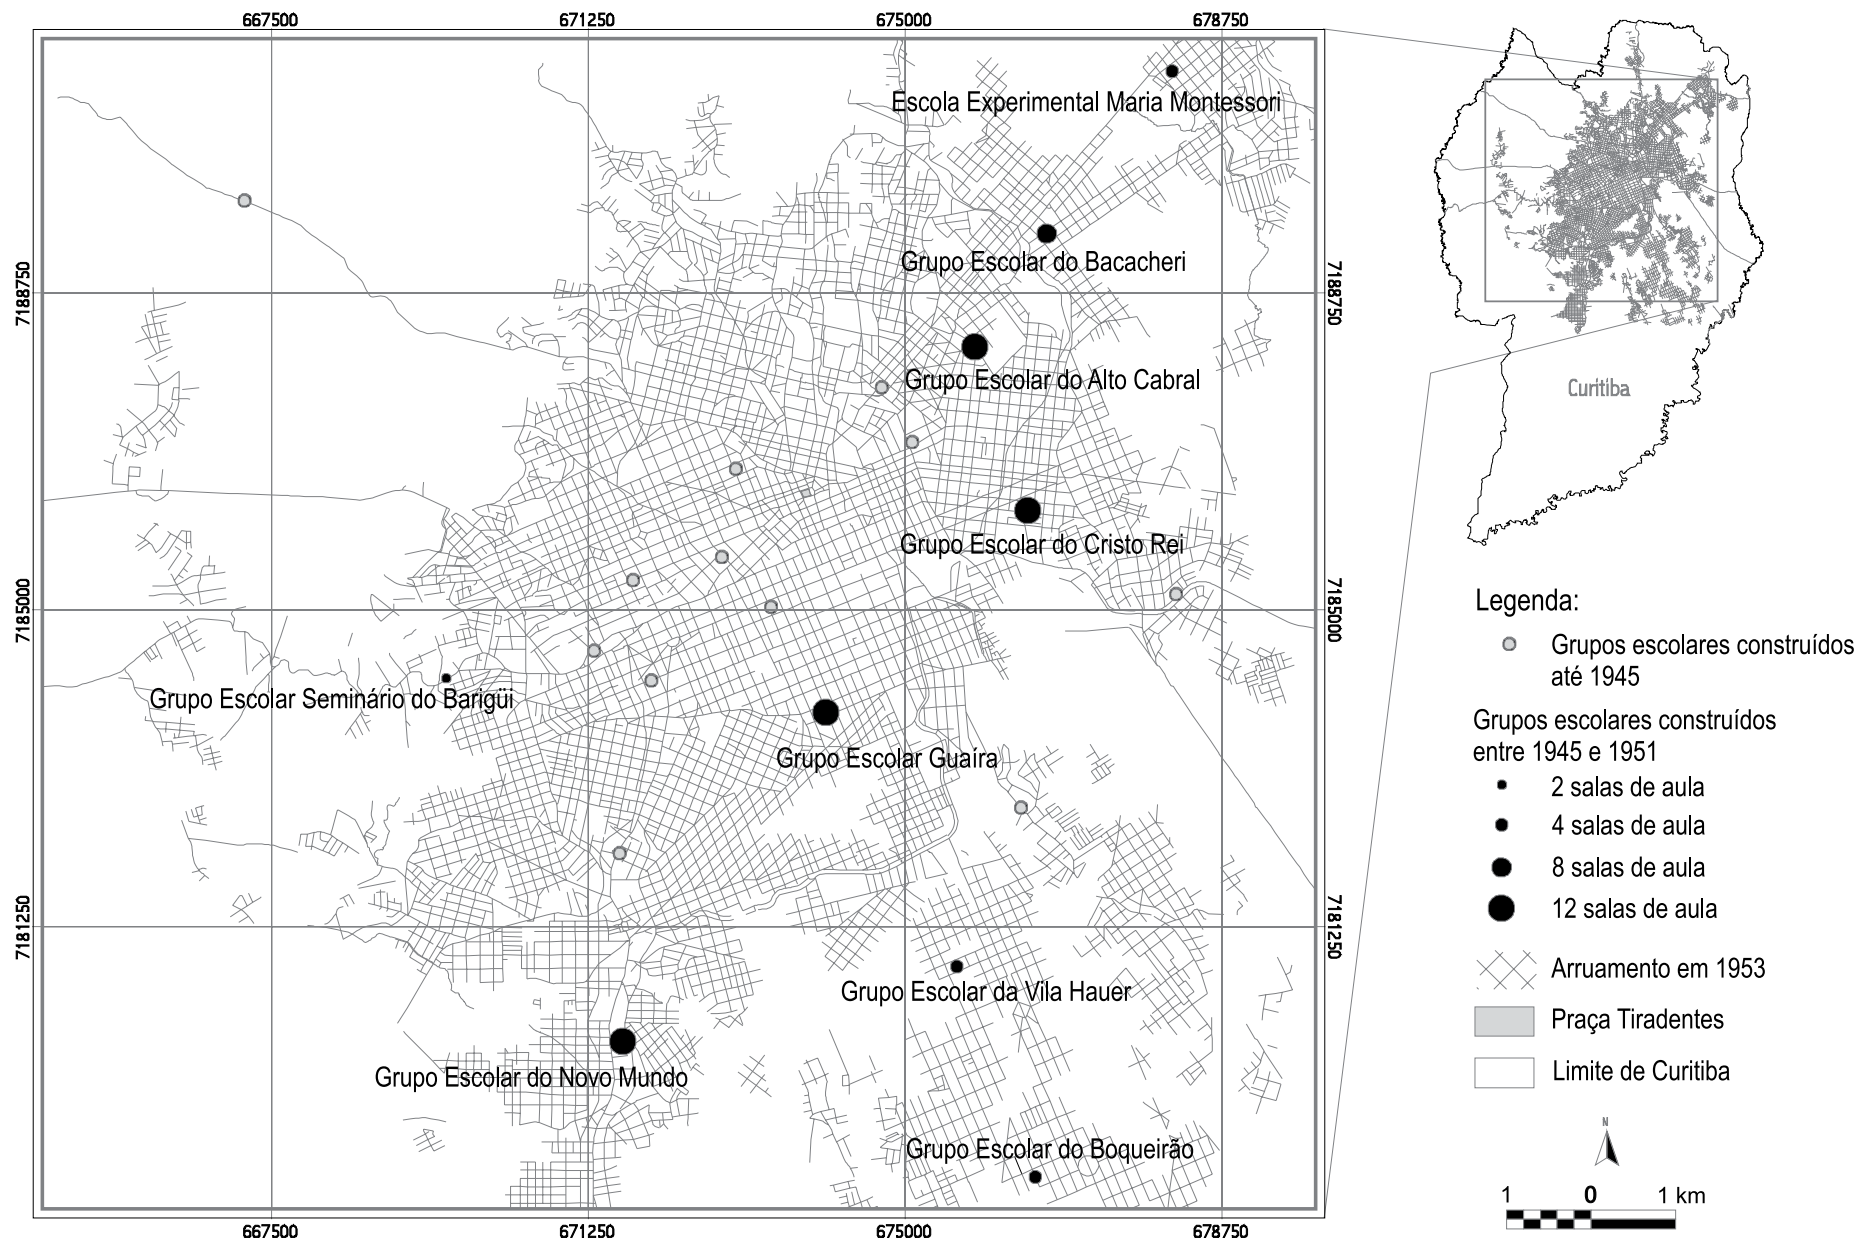 667500
671250
675000
678750
Escola Experimental Maria Montessori
Grupo Escolar do Bacacheri
7188750
7188750
Grupo Escolar do Alto Cabral
Grupo Escolar do Cristo Rei
7185000
7185000
Grupo Escolar Seminário do Barigüi
Grupo Escolar Guaíra
7181250
7181250
Grupo Escolar da Vila Hauer
Grupo Escolar do Novo Mundo
Grupo Escolar do Boqueirão
667500
671250
675000
678750
Curitiba
Legenda:
Grupos escolares construídos
até 1945
Grupos escolares construídos
entre 1945 e 1951
2 salas de aula
4 salas de aula
8 salas de aula
12 salas de aula
Arruamento em 1953
Praça Tiradentes
Limite de Curitiba
N
1 0 1 km